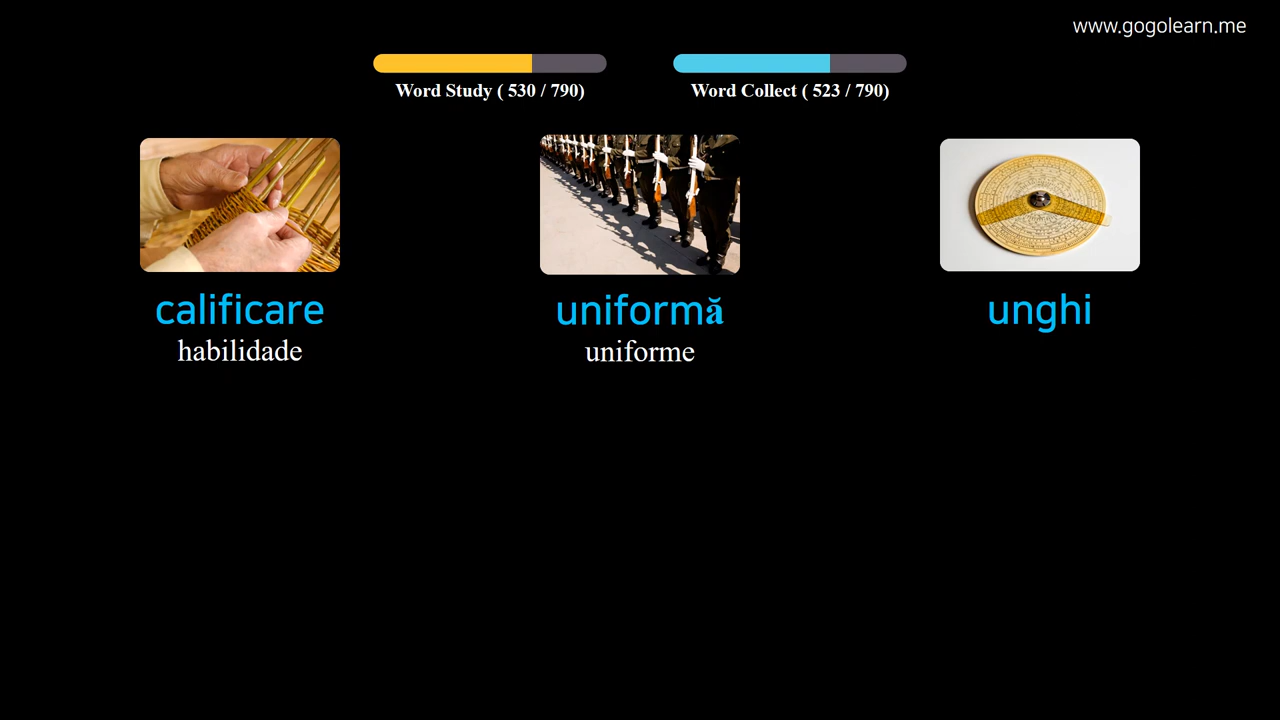 www.gogolearn.me
Word Study ( 530 / 790)
Word Collect ( 523 / 790)
calificare
habilidade
uniformă
uniforme
unghi